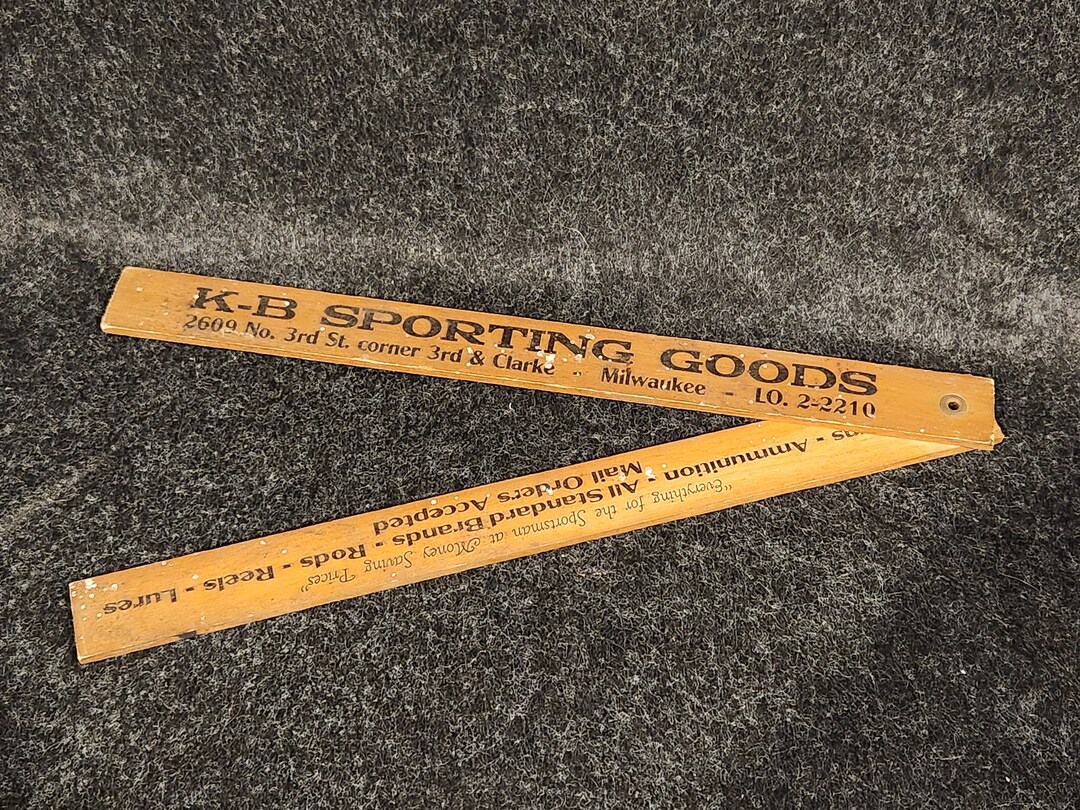 K-B SPORTING GOODS
2609 No. 3rd St. corner 3rd & Clarke - Milwaukee - LO. 2-2210
"Everything for the Sportsman at Money Saving Prices"
Ammunition - All Standard Brands - Rods - Reels - Lures
Mail Orders Accepted